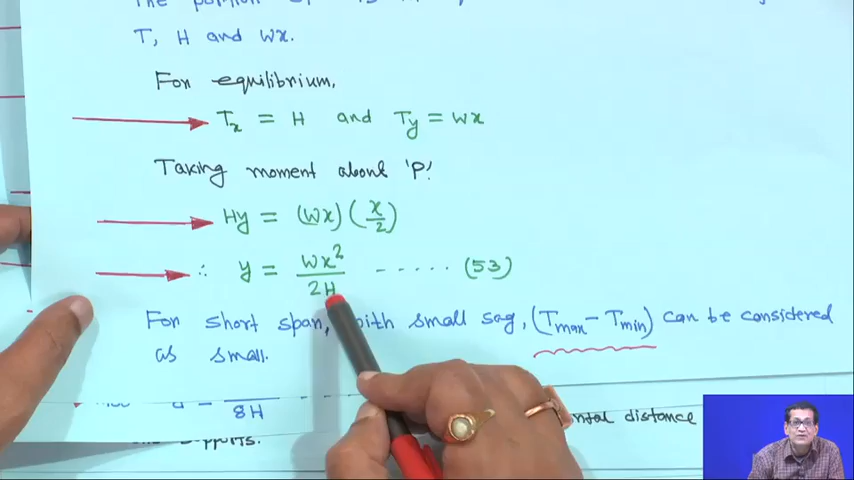 T, H and wx.
For equilibrium,
Tx = H and Ty = wx
Taking moment about 'P'.
Hy = (wx)(x/2)
∴ y = wx²/2H ------ (53)
For short span, with small sag, (Tmax - Tmin) can be considered
as small.
8H
distance
supports.